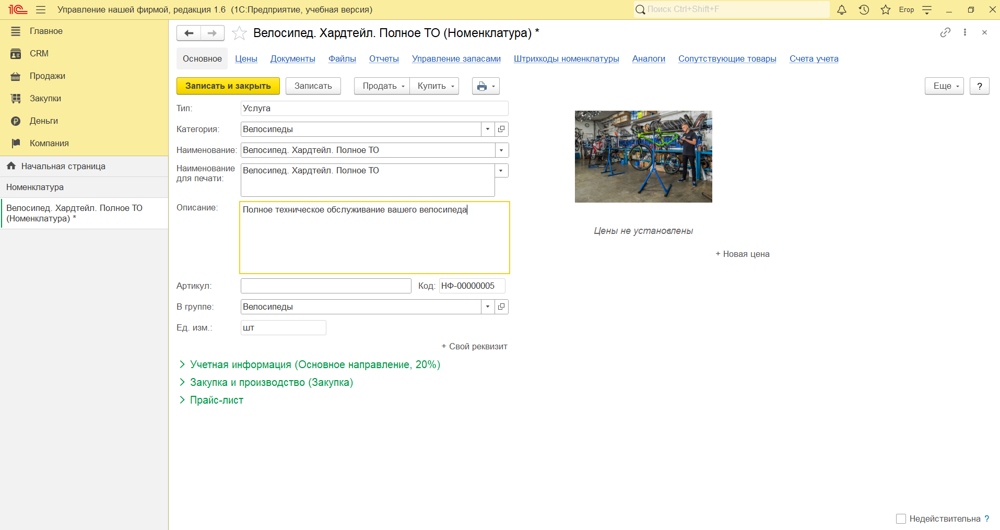 1С Управление нашей фирмой, редакция 1.6 (1С:Предприятие, учебная версия) Поиск Ctrl+Shift+F Егор
Главное
CRM
Продажи
Закупки
Деньги
Компания
Начальная страница
Номенклатура
Велосипед. Хардтейл. Полное ТО
(Номенклатура) *
Велосипед. Хардтейл. Полное ТО (Номенклатура) *
Основное Цены Документы Файлы Отчеты Управление запасами Штрихкоды номенклатуры Аналоги Сопутствующие товары Счета учета
Записать и закрыть Записать Продать Купить Еще ?
Тип: Услуга
Категория: Велосипеды
Наименование: Велосипед. Хардтейл. Полное ТО
Наименование
для печати: Велосипед. Хардтейл. Полное ТО
Описание: Полное техническое обслуживание вашего велосипеда
Артикул: Код: НФ-00000005
В группе: Велосипеды
Ед. изм.: шт
+ Свой реквизит
Учетная информация (Основное направление, 20%)
Закупка и производство (Закупка)
Прайс-лист
Цены не установлены
+ Новая цена
Недействительна ?